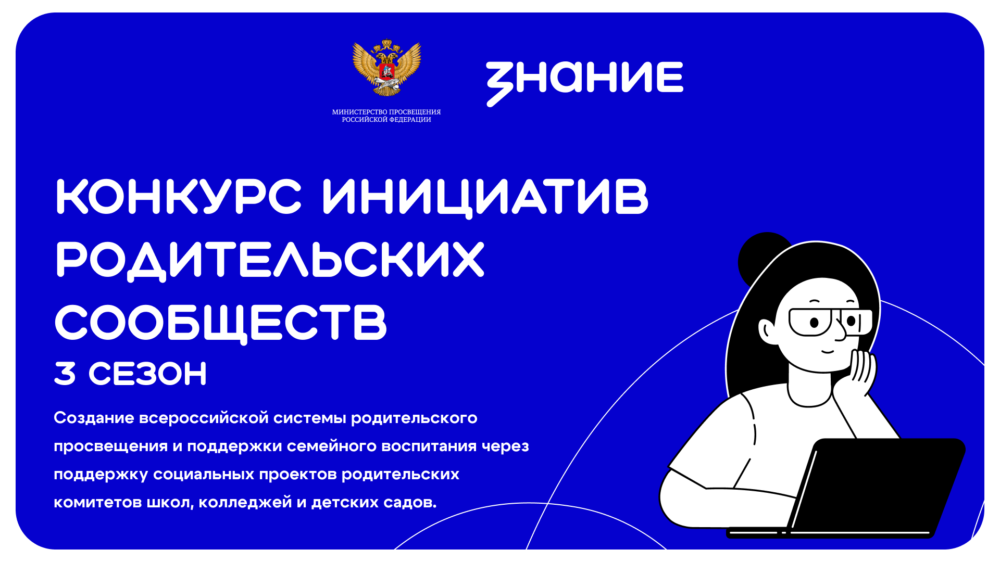 МИНИСТЕРСТВО ПРОСВЕЩЕНИЯ
РОССИЙСКОЙ ФЕДЕРАЦИИ
ЗНАНИЕ
КОНКУРС ИНИЦИАТИВ
РОДИТЕЛЬСКИХ
СООБЩЕСТВ
3 СЕЗОН
Создание всероссийской системы родительского
просвещения и поддержки семейного воспитания через
поддержку социальных проектов родительских
комитетов школ, колледжей и детских садов.